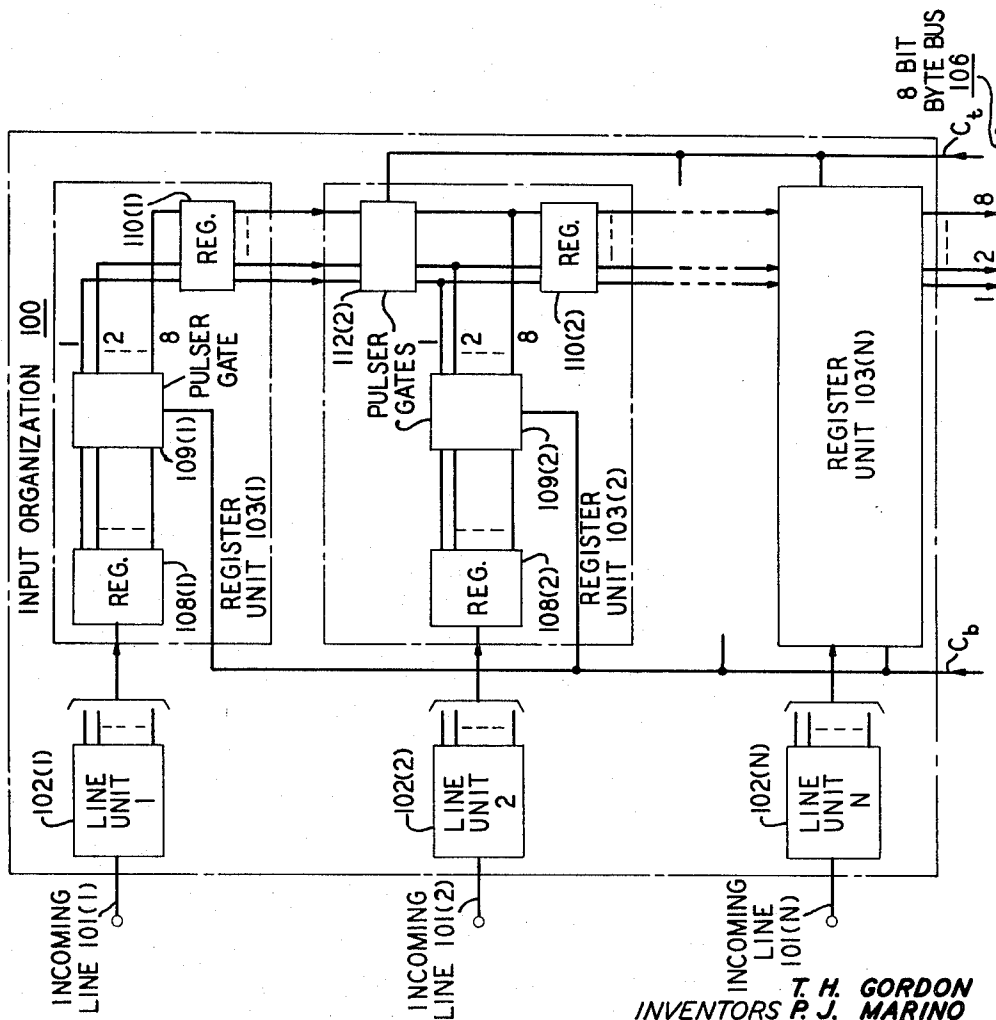 INPUT ORGANIZATION 100
INCOMING
LINE 101(1)
102(1)
LINE
UNIT
1
REG.
108(1)
109(1)
PULSER
GATE
1
2
8
110(1)
REG.
REGISTER
UNIT 103(1)
INCOMING
LINE 101(2)
102(2)
LINE
UNIT
2
REG.
108(2)
109(2)
PULSER
GATES
112(2)
1
2
8
REG.
110(2)
REGISTER
UNIT 103(2)
INCOMING
LINE
101(N)
102(N)
LINE
UNIT
N
REGISTER
UNIT 103(N)
Cb
Ct
1
2
8
8 BIT
BYTE BUS
106
INVENTORS
T. H. GORDON
P. J. MARINO